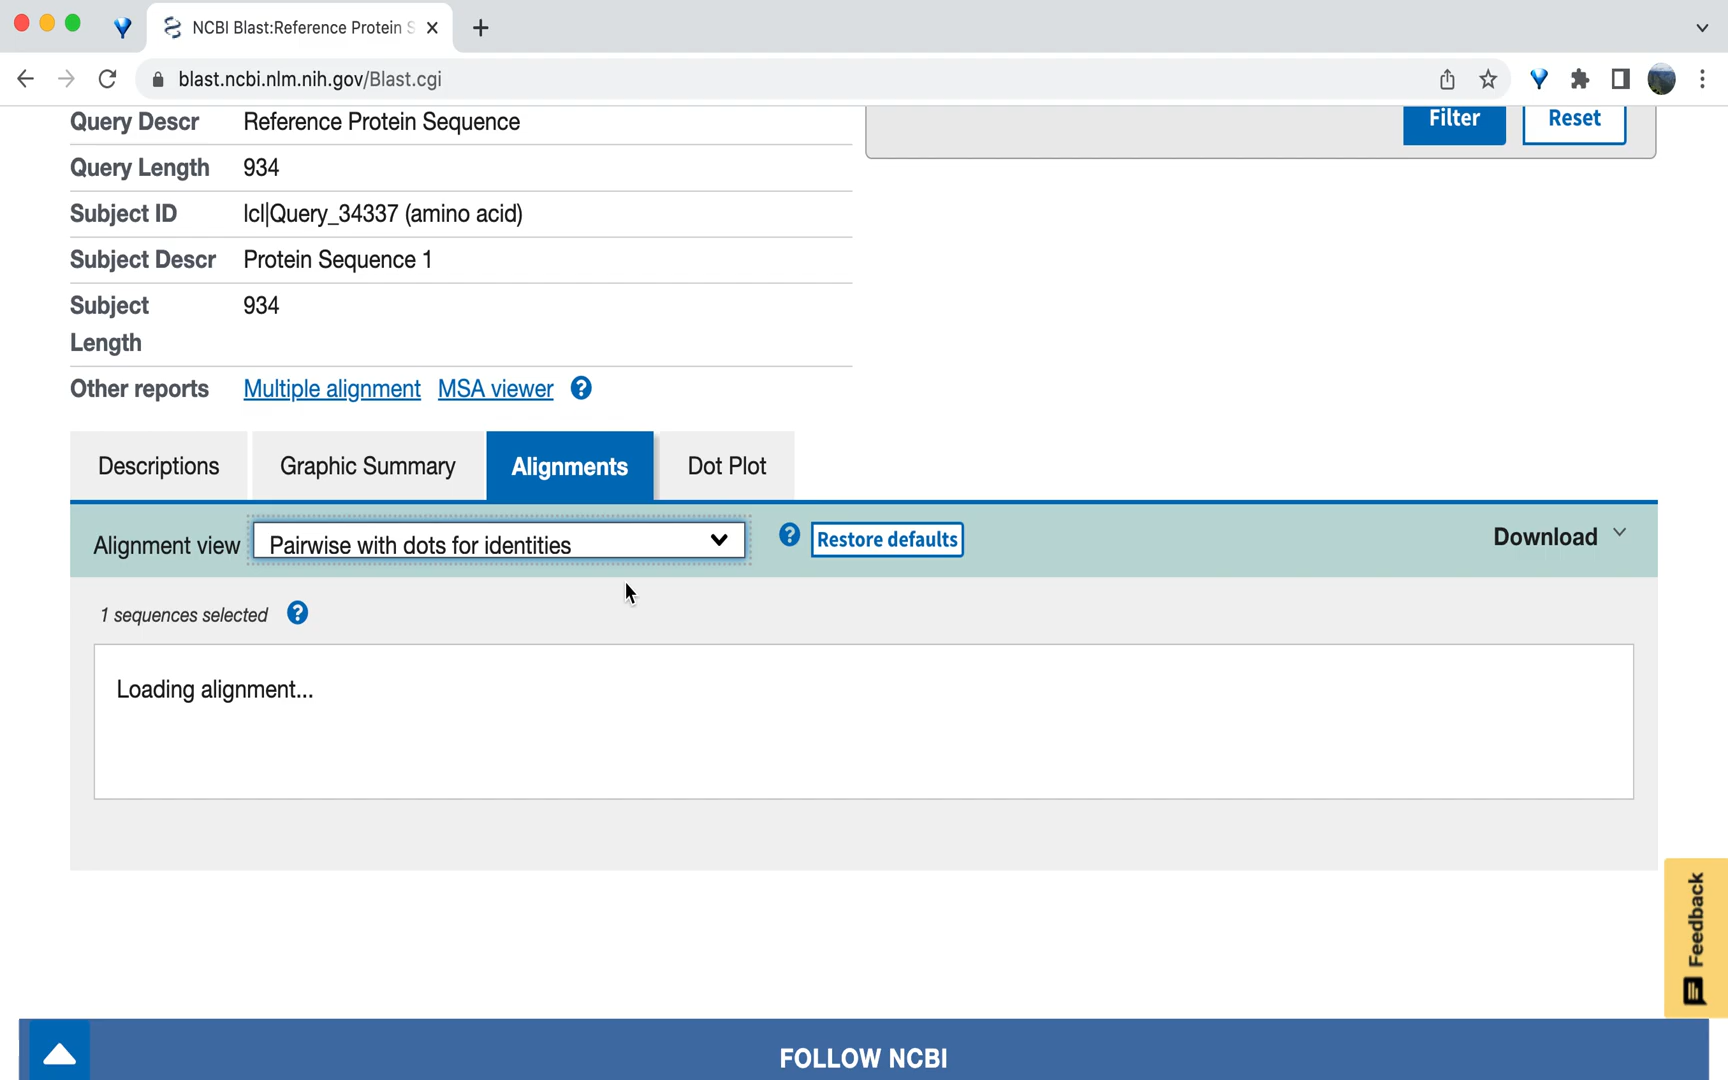 NCBI Blast:Reference Protein S
blast.ncbi.nlm.nih.gov/Blast.cgi
Query Descr Reference Protein Sequence
Filter Reset
Query Length 934
Subject ID lcl|Query_34337 (amino acid)
Subject Descr Protein Sequence 1
Subject 934
Length
Other reports Multiple alignment MSA viewer ?
Descriptions Graphic Summary Alignments Dot Plot
Alignment view Pairwise with dots for identities ? Restore defaults Download
1 sequences selected ?
Loading alignment...
Feedback
FOLLOW NCBI